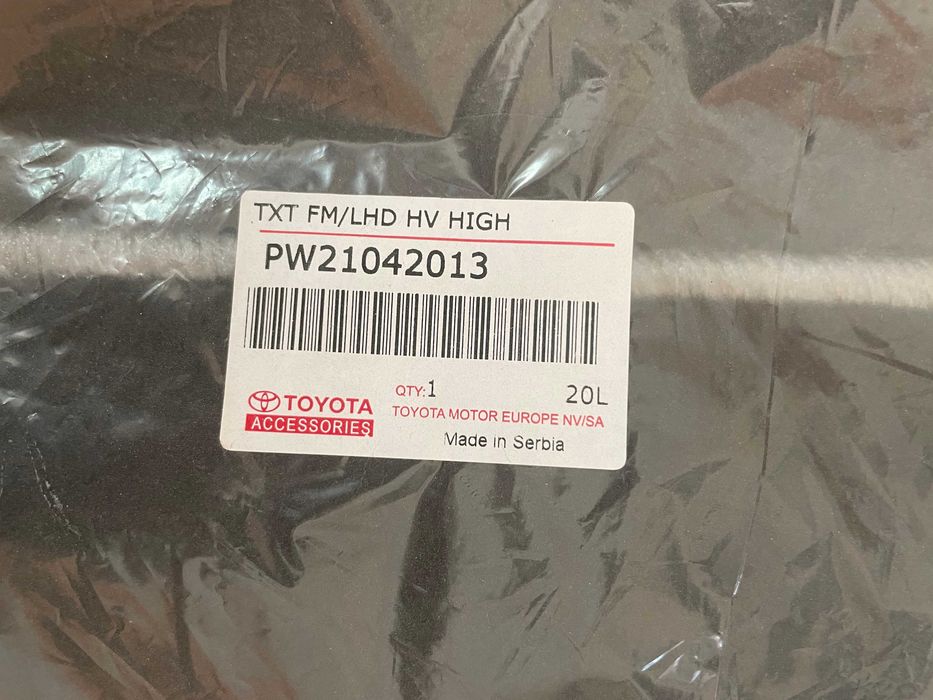 TXT FM/LHD HV HIGH
PW21042013
QTY:1 20L
TOYOTA
TOYOTA MOTOR EUROPE NV/SA
ACCESSORIES
Made in Serbia